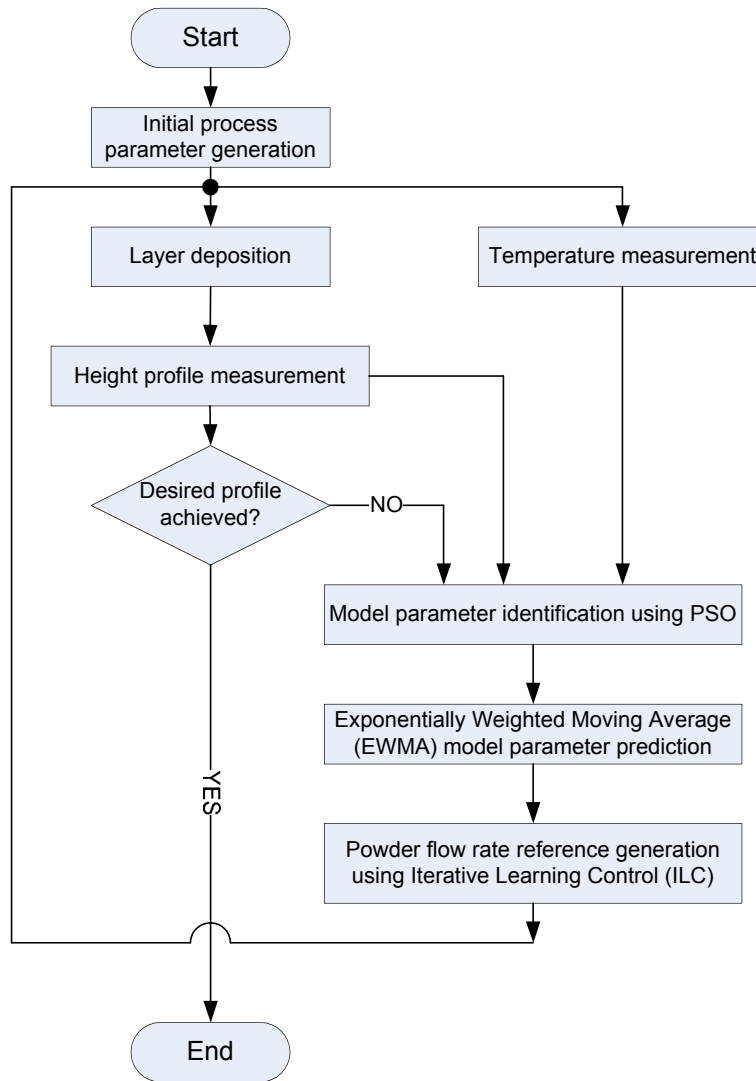 Start
Initial process
parameter generation
Layer deposition
Temperature measurement
Height profile measurement
Desired profile
achieved?
NO
Model parameter identification using PSO
Exponentially Weighted Moving Average
(EWMA) model parameter prediction
YES
Powder flow rate reference generation
using Iterative Learning Control (ILC)
End